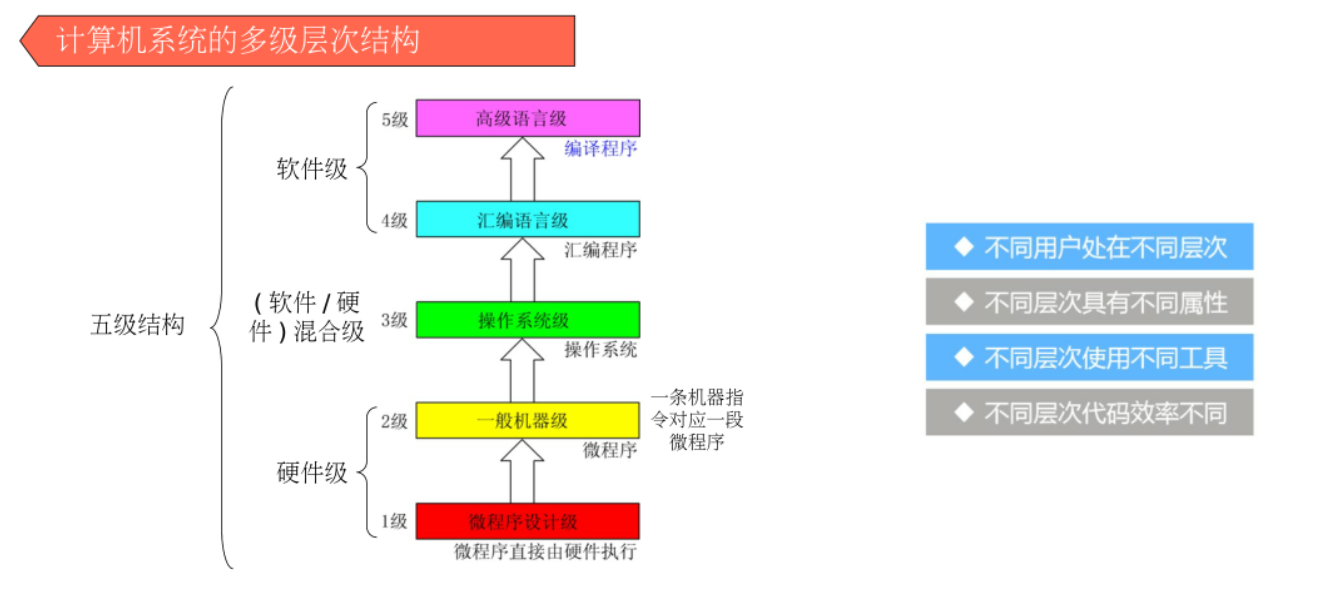 计算机系统的多级层次结构
5级
高级语言级
编译程序
软件级
4级
汇编语言级
汇编程序
五级结构
( 软件 / 硬
件 ) 混合级
3级
操作系统级
操作系统
2级
一般机器级
微程序
一条机器指
令对应一段
微程序
硬件级
1级
微程序设计级
微程序直接由硬件执行
◆ 不同用户处在不同层次
◆ 不同层次具有不同属性
◆ 不同层次使用不同工具
◆ 不同层次代码效率不同